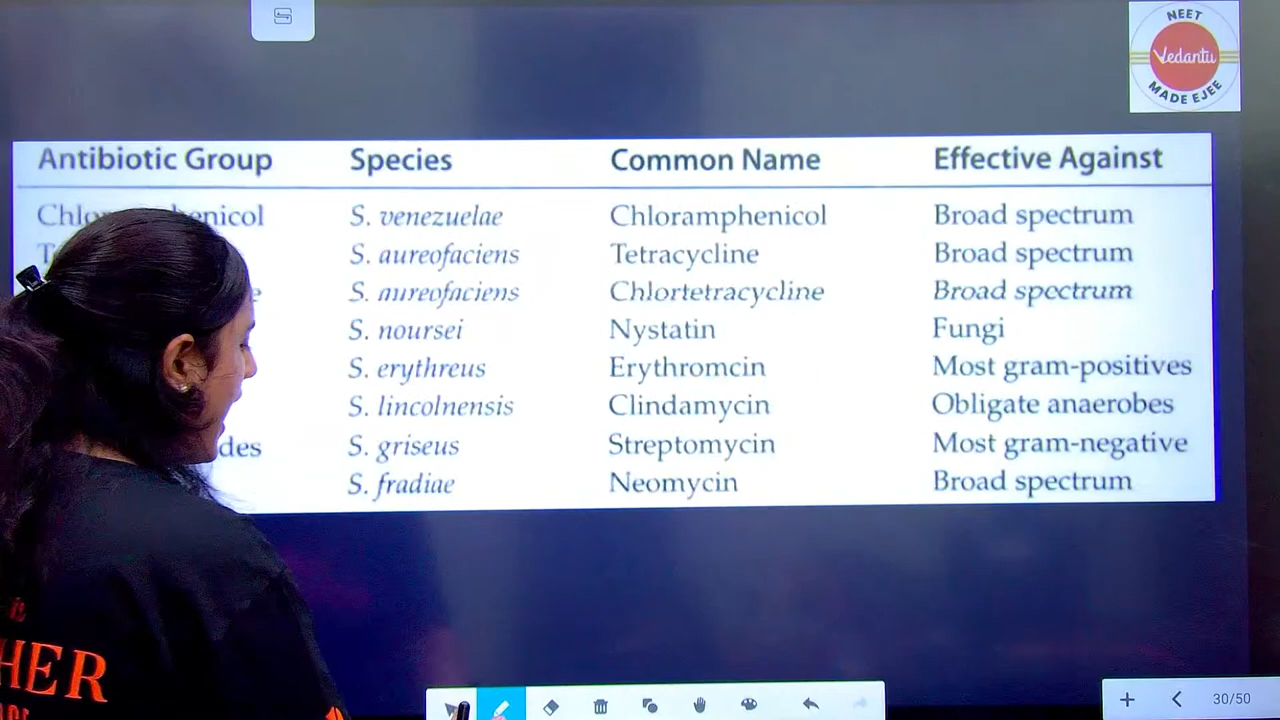 NEET
Vedantu
MADE EJEE
Antibiotic Group Species Common Name Effective Against
S. venezuelae Chloramphenicol Broad spectrum
S. aureofaciens Tetracycline Broad spectrum
S. aureofaciens Chlortetracycline Broad spectrum
S. noursei Nystatin Fungi
S. erythreus Erythromcin Most gram-positives
S. lincolnensis Clindamycin Obligate anaerobes
S. griseus Streptomycin Most gram-negative
S. fradiae Neomycin Broad spectrum
HER
30/50